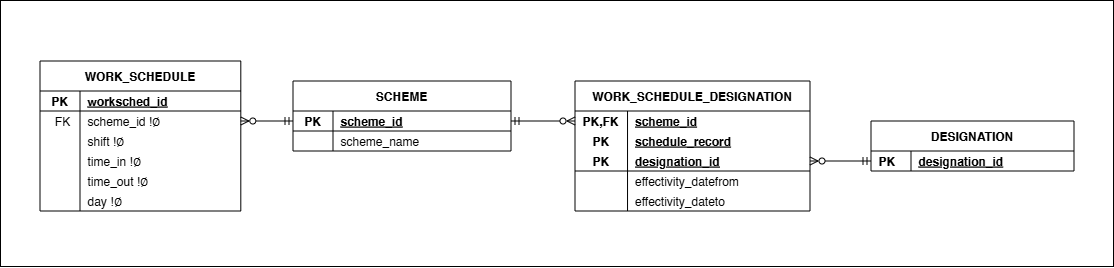 WORK_SCHEDULE
PK worksched_id
FK scheme_id !Ø
shift !Ø
time_in !Ø
time_out !Ø
day !Ø
SCHEME
PK scheme_id
scheme_name
WORK_SCHEDULE_DESIGNATION
PK,FK scheme_id
PK schedule_record
PK designation_id
effectivity_datefrom
effectivity_dateto
DESIGNATION
PK designation_id